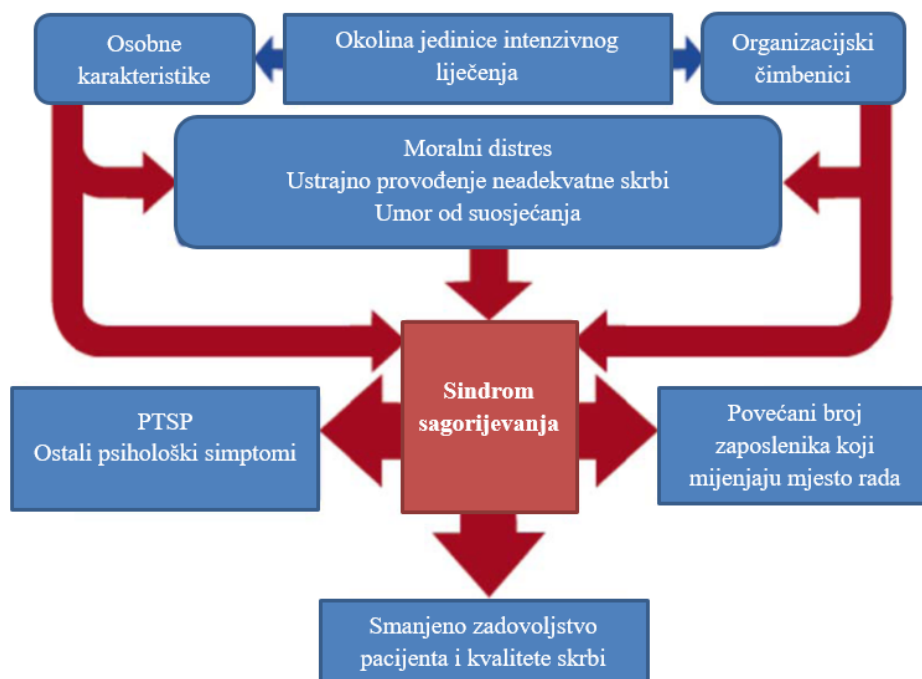 Osobne
karakteristike
Okolina jedinice intenzivnog
liječenja
Organizacijski
čimbenici
Moralni distres
Ustrajno provođenje neadekvatne skrbi
Umor od suosjećanja
Sindrom
sagorijevanja
PTSP
Ostali psihološki simptomi
Povećani broj
zaposlenika koji
mijenjaju mjesto rada
Smanjeno zadovoljstvo
pacijenta i kvalitete skrbi